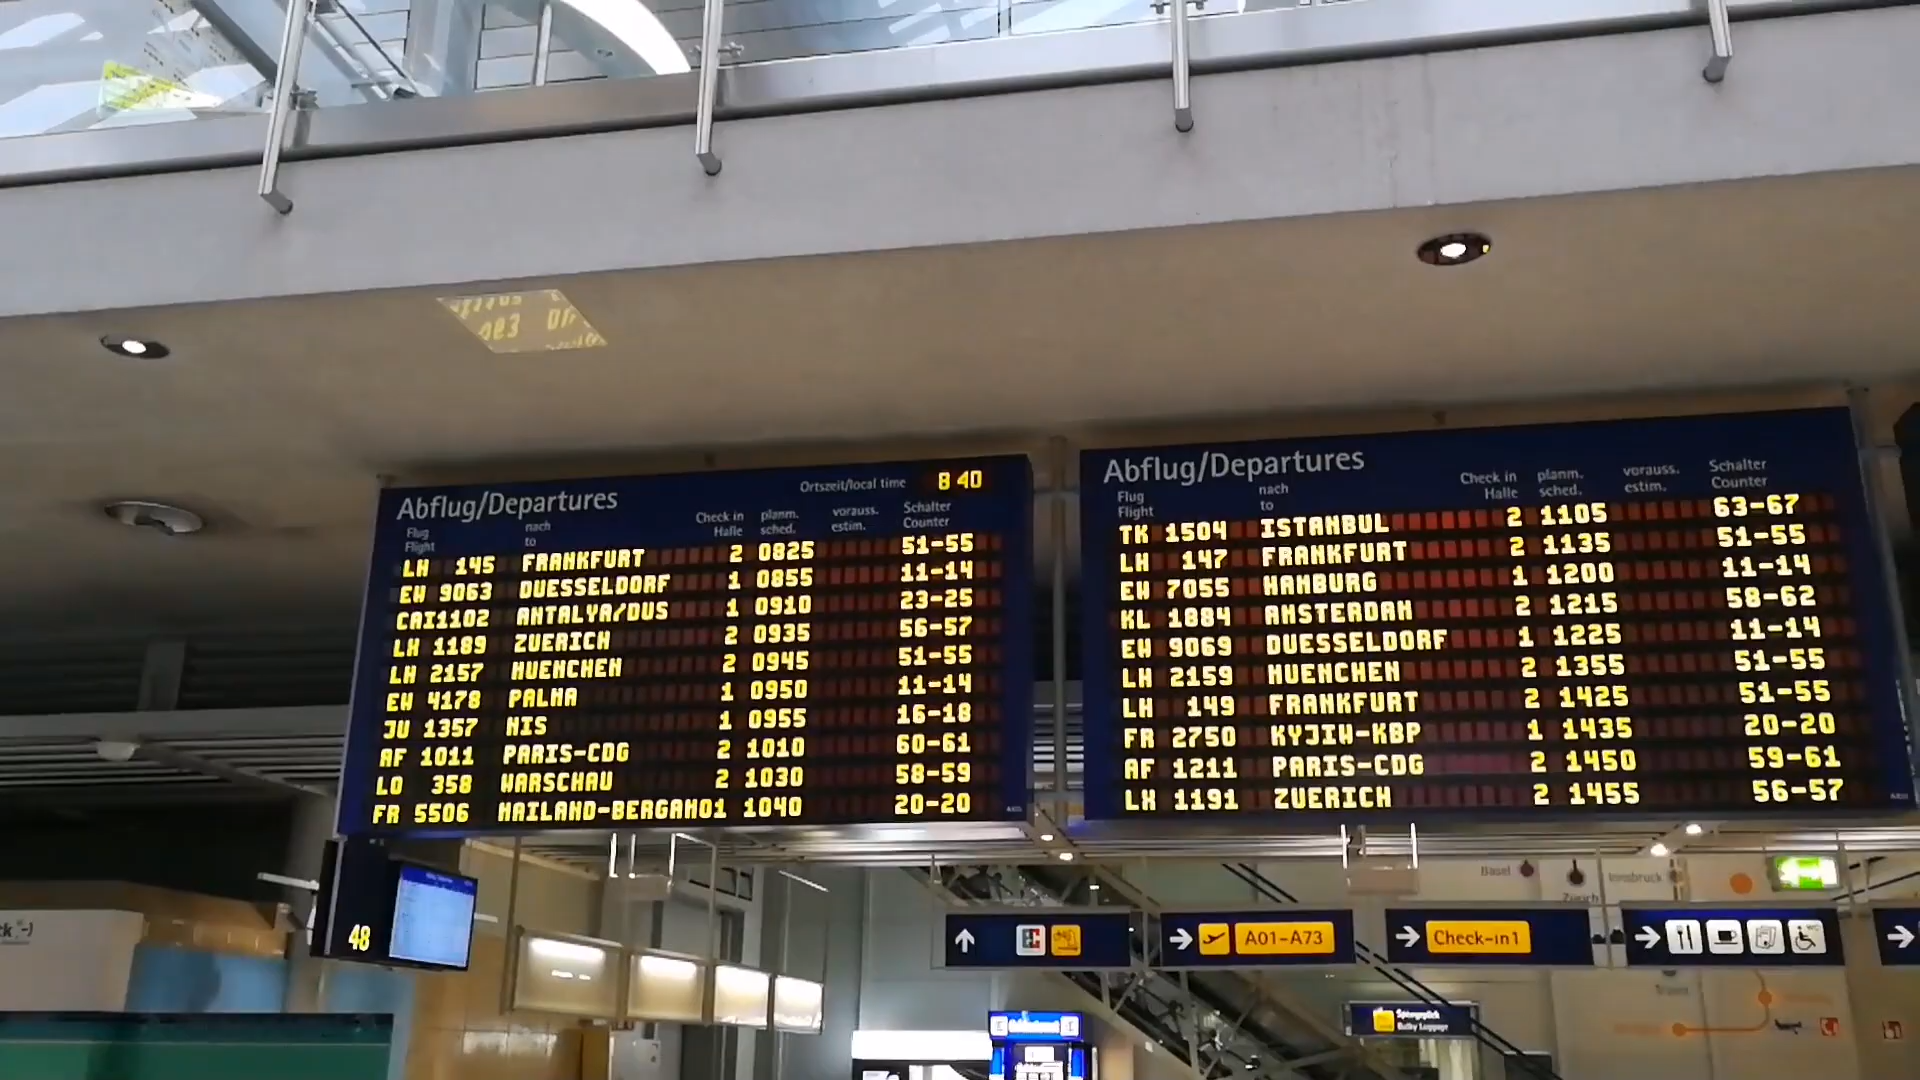 Abflug/Departures Ortszeit/local time 8 40
Flug nach Check in planm. vorauss. Schalter
Flight to Halle sched. estim. Counter
LH 145 FRANKFURT 2 0825 51-55
EW 9063 DUESSELDORF 1 0855 11-14
CAI1102 ANTALYA/DUS 1 0910 23-25
LX 1189 ZUERICH 2 0935 56-57
LH 2157 MUENCHEN 2 0945 51-55
EW 4178 PALMA 1 0950 11-14
JU 1357 NIS 1 0955 16-18
AF 1011 PARIS-CDG 2 1010 60-61
LO 358 WARSCHAU 2 1030 58-59
FR 5506 MAILAND-BERGAMO1 1040 20-20
Abflug/Departures
Flug nach Check in planm. vorauss. Schalter
Flight to Halle sched. estim. Counter
TK 1504 ISTANBUL 2 1105 63-67
LH 147 FRANKFURT 2 1135 51-55
EW 7055 HAMBURG 1 1200 11-14
KL 1884 AMSTERDAM 2 1215 58-62
EW 9069 DUESSELDORF 1 1225 11-14
LH 2159 MUENCHEN 2 1355 51-55
LH 149 FRANKFURT 2 1425 51-55
FR 2750 KYJIW-KBP 1 1435 20-20
AF 1211 PARIS-CDG 2 1450 59-61
LX 1191 ZUERICH 2 1455 56-57
Basel
Zürich
Innsbruck
48
A01-A73
Check-in1
WC
Sperrgepäck
Bulky Luggage